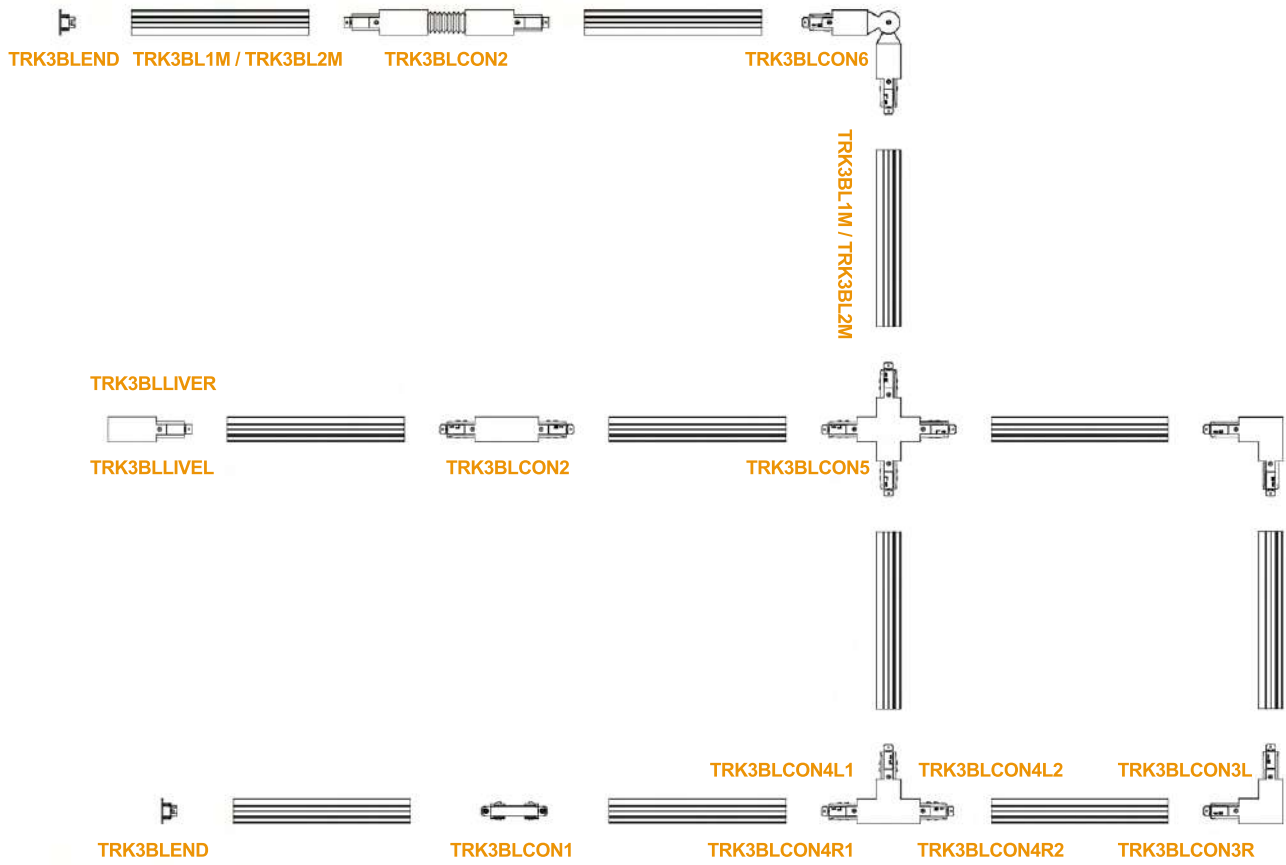 TRK3BLEND
TRK3BL1M / TRK3BL2M
TRK3BLCON2
TRK3BLCON6
TRK3BL1M / TRK3BL2M
TRK3BLLIVER
TRK3BLLIVEL
TRK3BLCON2
TRK3BLCON5
TRK3BLCON4L1
TRK3BLCON4L2
TRK3BLCON3L
TRK3BLEND
TRK3BLCON1
TRK3BLCON4R1
TRK3BLCON4R2
TRK3BLCON3R